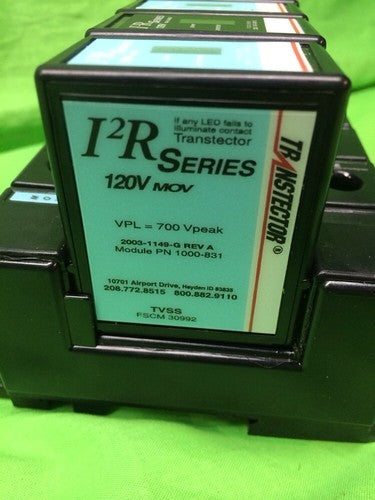 I²R SERIES
If any LED fails to
illuminate contact
Transtector
120V MOV
TRANSTECTOR®
VPL = 700 Vpeak
2003-1149-G REV A
Module PN 1000-831
10701 Airport Drive, Hayden ID 83835
208.772.8515 800.882.9110
TVSS
FSCM 30992